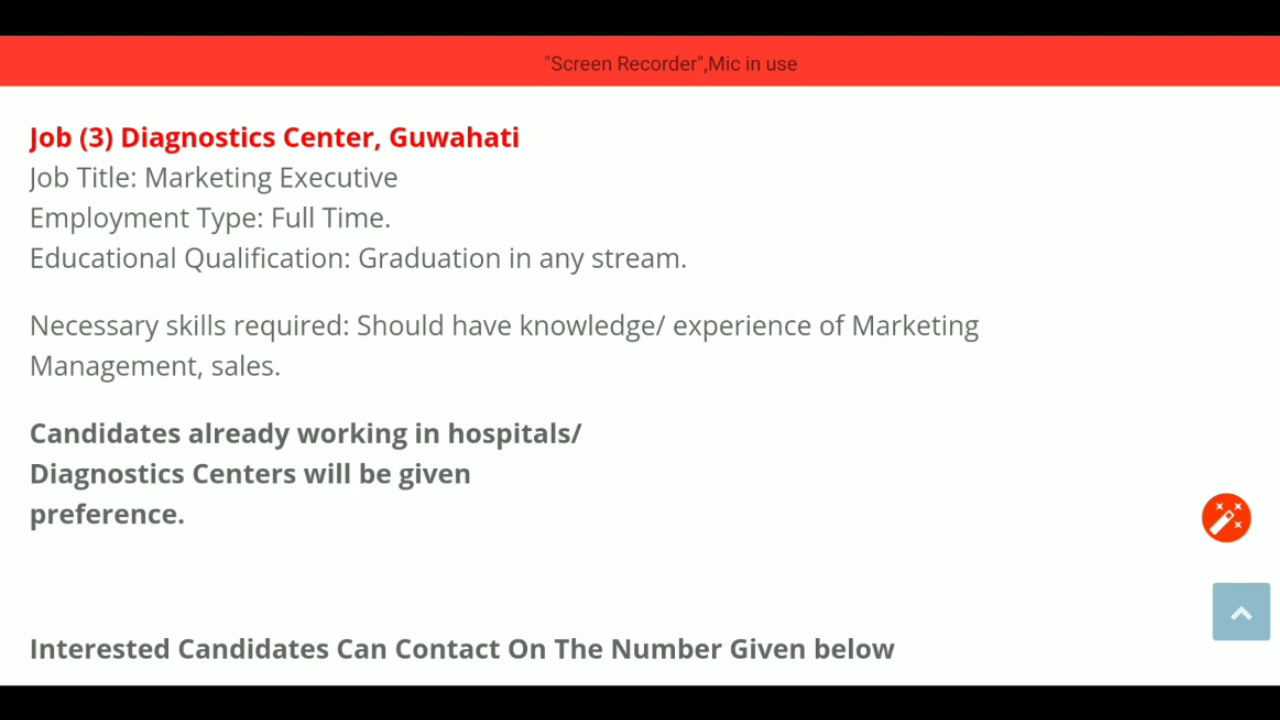 "Screen Recorder",Mic in use
Job (3) Diagnostics Center, Guwahati
Job Title: Marketing Executive
Employment Type: Full Time.
Educational Qualification: Graduation in any stream.
Necessary skills required: Should have knowledge/ experience of Marketing
Management, sales.
Candidates already working in hospitals/
Diagnostics Centers will be given
preference.
Interested Candidates Can Contact On The Number Given below